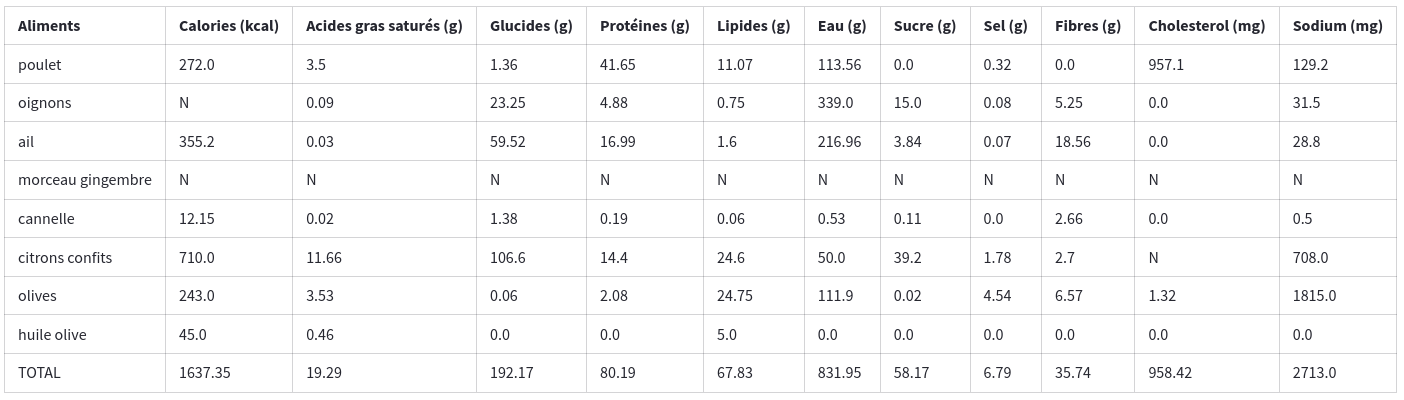 Aliments Calories (kcal) Acides gras saturés (g) Glucides (g) Protéines (g) Lipides (g) Eau (g) Sucre (g) Sel (g) Fibres (g) Cholesterol (mg) Sodium (mg)
poulet 272.0 3.5 1.36 41.65 11.07 113.56 0.0 0.32 0.0 957.1 129.2
oignons N 0.09 23.25 4.88 0.75 339.0 15.0 0.08 5.25 0.0 31.5
ail 355.2 0.03 59.52 16.99 1.6 216.96 3.84 0.07 18.56 0.0 28.8
morceau gingembre N N N N N N N N N N N
cannelle 12.15 0.02 1.38 0.19 0.06 0.53 0.11 0.0 2.66 0.0 0.5
citrons confits 710.0 11.66 106.6 14.4 24.6 50.0 39.2 1.78 2.7 N 708.0
olives 243.0 3.53 0.06 2.08 24.75 111.9 0.02 4.54 6.57 1.32 1815.0
huile olive 45.0 0.46 0.0 0.0 5.0 0.0 0.0 0.0 0.0 0.0 0.0
TOTAL 1637.35 19.29 192.17 80.19 67.83 831.95 58.17 6.79 35.74 958.42 2713.0